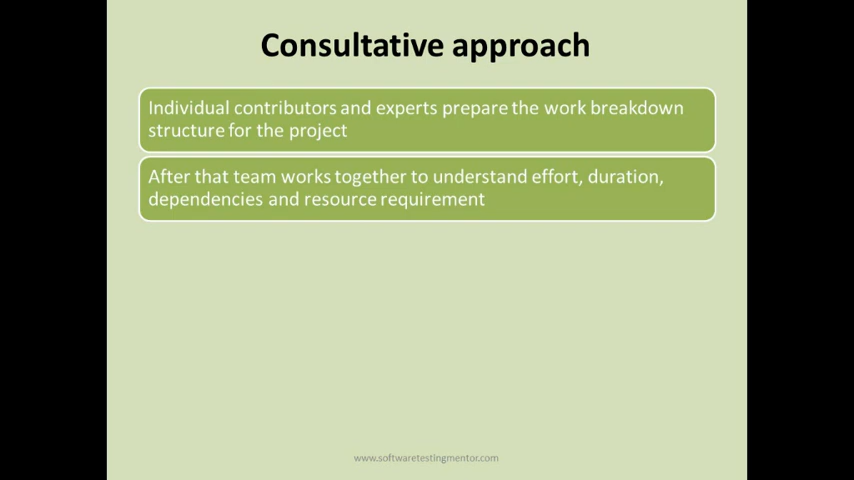 Consultative approach
Individual contributors and experts prepare the work breakdown
structure for the project
After that team works together to understand effort, duration,
dependencies and resource requirement
www.softwaretestingmentor.com